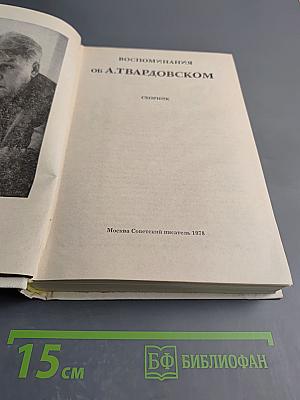 ВОСПОМИНАНИЯ
ОБ А.ТВАРДОВСКОМ
СБОРНИК
Москва Советский писатель 1978
15 СМ
БФ БИБЛИОФАН